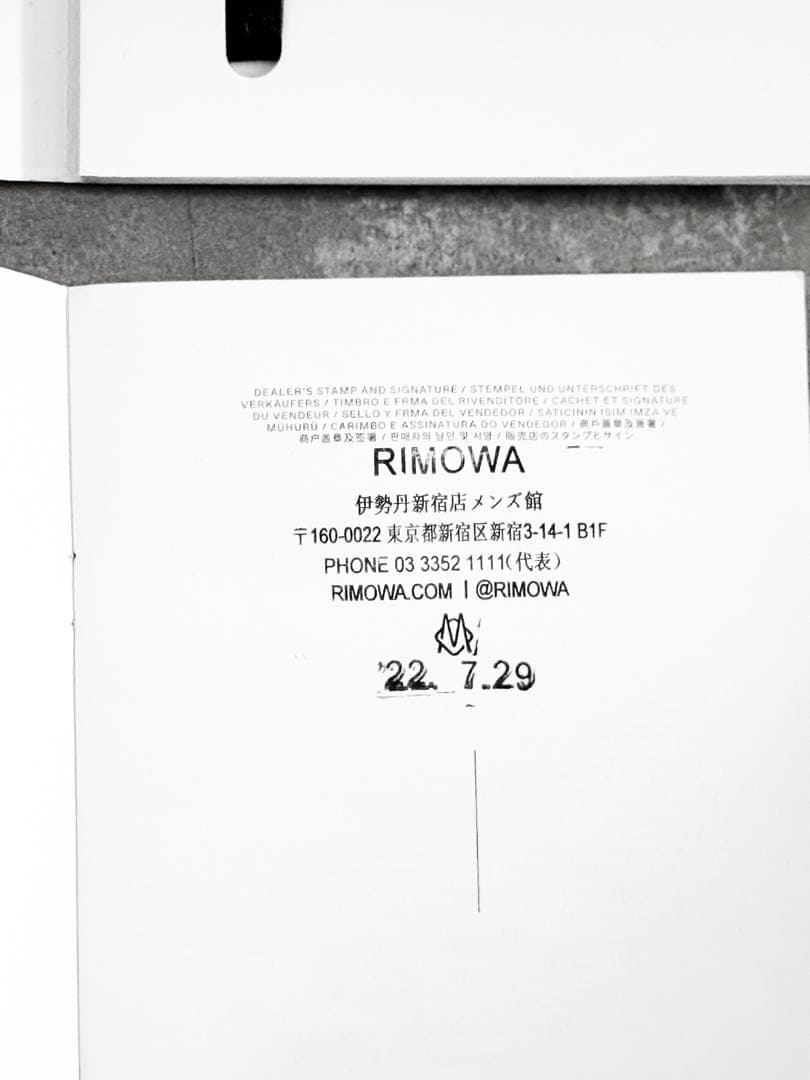 DEALER'S STAMP AND SIGNATURE / STEMPEL UND UNTERSCHRIFT DES
VERKÄUFERS / TIMBRO E FRMA DEL RIVENDITORE / CACHET ET SIGNATURE
DU VENDEUR / SELLO Y FRMA DEL VENDEDOR / SATICININ ISIM IMZA VE
MÜHURÜ / CARIMBO E ASSINATURA DO VENDEDOR / 商戶蓋章及簽署 /
商户盖章及签署 / 판매자의 날인 및 서명 / 販売店のスタンプとサイン
RIMOWA
伊勢丹新宿店メンズ館
〒160-0022 東京都新宿区新宿3-14-1 B1F
PHONE 03 3352 1111(代表)
RIMOWA.COM | @RIMOWA
'22. 7.29